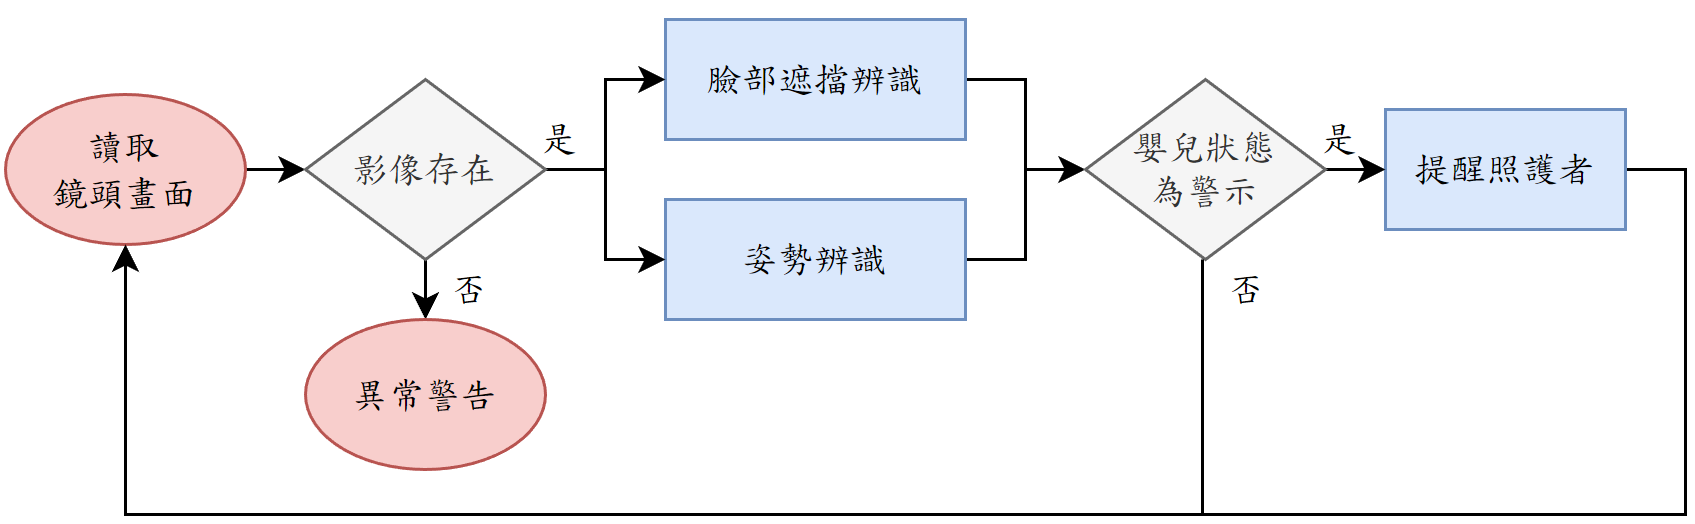 讀取
鏡頭畫面
影像存在
是
否
異常警告
臉部遮擋辨識
姿勢辨識
嬰兒狀態
為警示
是
否
提醒照護者